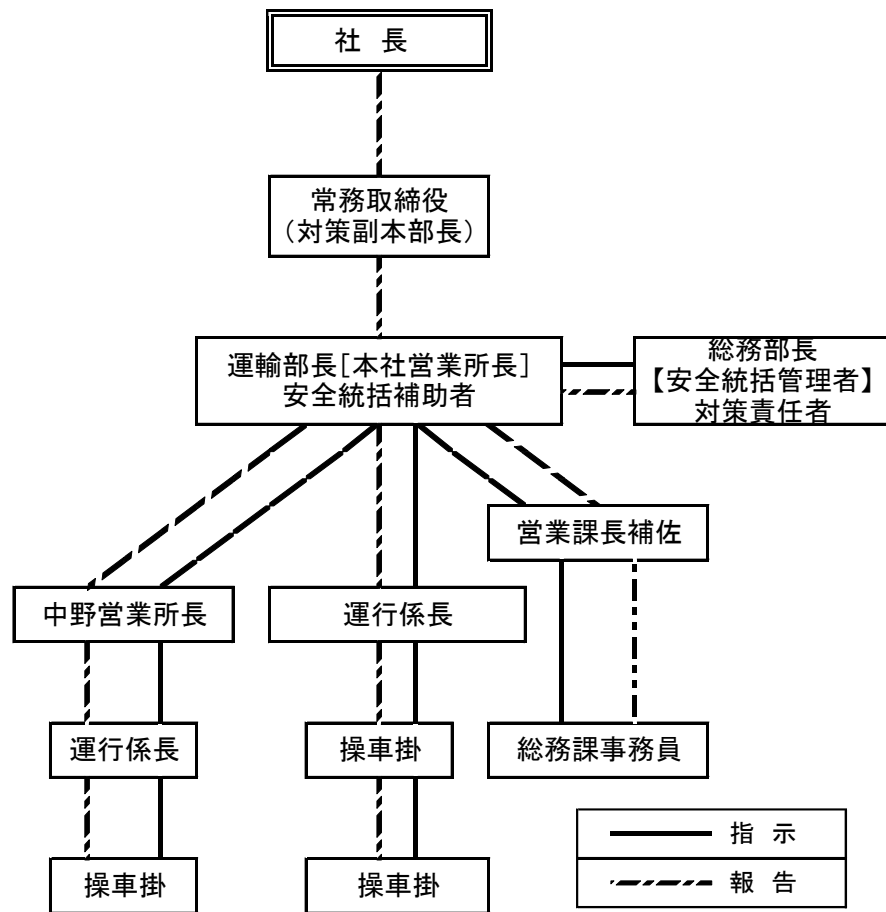 社 長
常務取締役
（対策副本部長）
運輸部長［本社営業所長］
安全統括補助者
総務部長
【安全統括管理者】
対策責任者
営業課長補佐
中野営業所長
運行係長
運行係長
操車掛
総務課事務員
操車掛
操車掛
指 示
報 告